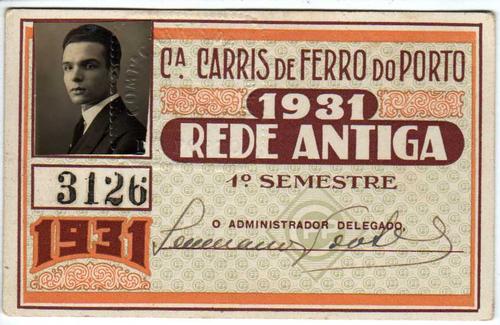 Cᴬ. CARRIS DE FERRO DO PORTO
1931
REDE ANTIGA
1º SEMESTRE
3126
1931
O ADMINISTRADOR DELEGADO,